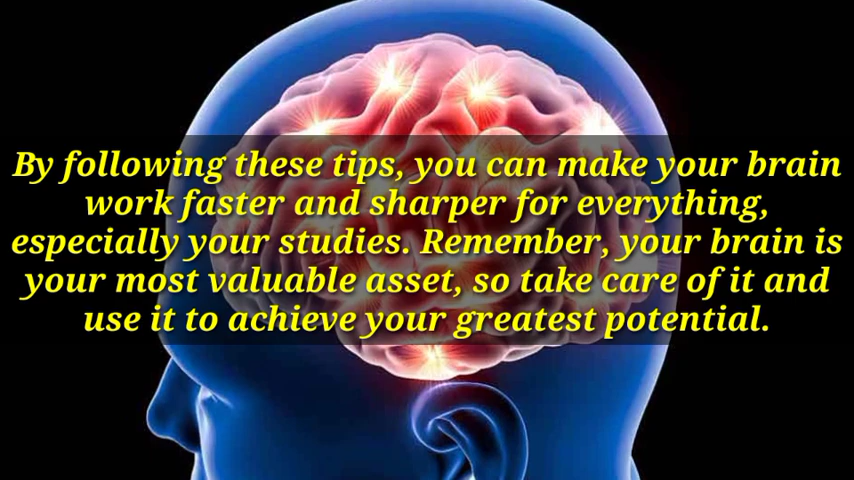 By following these tips, you can make your brain
work faster and sharper for everything,
especially your studies. Remember, your brain is
your most valuable asset, so take care of it and
use it to achieve your greatest potential.